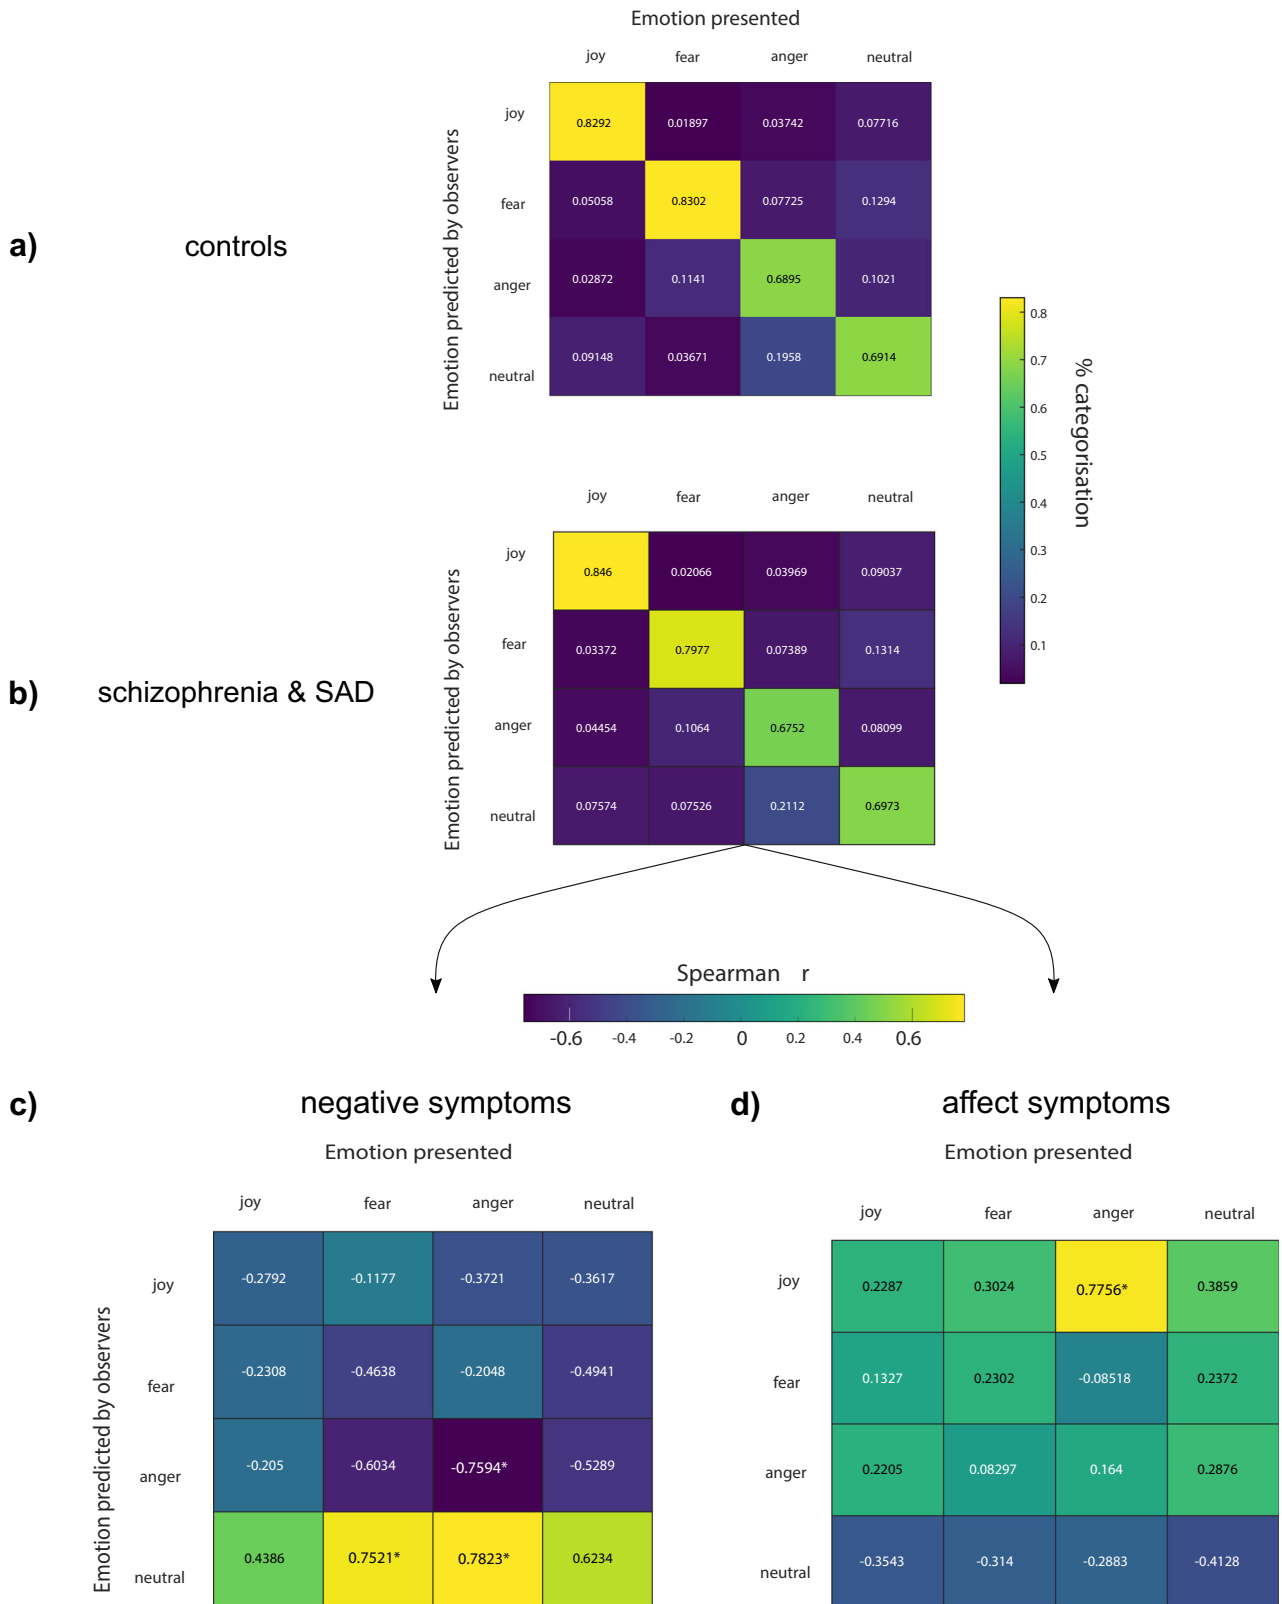 Emotion presented
joy fear anger neutral
Emotion predicted by observers
joy 0.8292 0.01897 0.03742 0.07716
fear 0.05058 0.8302 0.07725 0.1294
a) controls
anger 0.02872 0.1141 0.6895 0.1021
neutral 0.09148 0.03671 0.1958 0.6914
0.8
0.7
0.6
0.5
0.4
0.3
0.2
0.1
% categorisation
joy fear anger neutral
Emotion predicted by observers
joy 0.846 0.02066 0.03969 0.09037
fear 0.03372 0.7977 0.07389 0.1314
b) schizophrenia & SAD
anger 0.04454 0.1064 0.6752 0.08099
neutral 0.07574 0.07526 0.2112 0.6973
Spearman r
-0.6 -0.4 -0.2 0 0.2 0.4 0.6
c) negative symptoms
Emotion presented
joy fear anger neutral
Emotion predicted by observers
joy -0.2792 -0.1177 -0.3721 -0.3617
fear -0.2308 -0.4638 -0.2048 -0.4941
anger -0.205 -0.6034 -0.7594* -0.5289
neutral 0.4386 0.7521* 0.7823* 0.6234
d) affect symptoms
Emotion presented
joy fear anger neutral
joy 0.2287 0.3024 0.7756* 0.3859
fear 0.1327 0.2302 -0.08518 0.2372
anger 0.2205 0.08297 0.164 0.2876
neutral -0.3543 -0.314 -0.2883 -0.4128